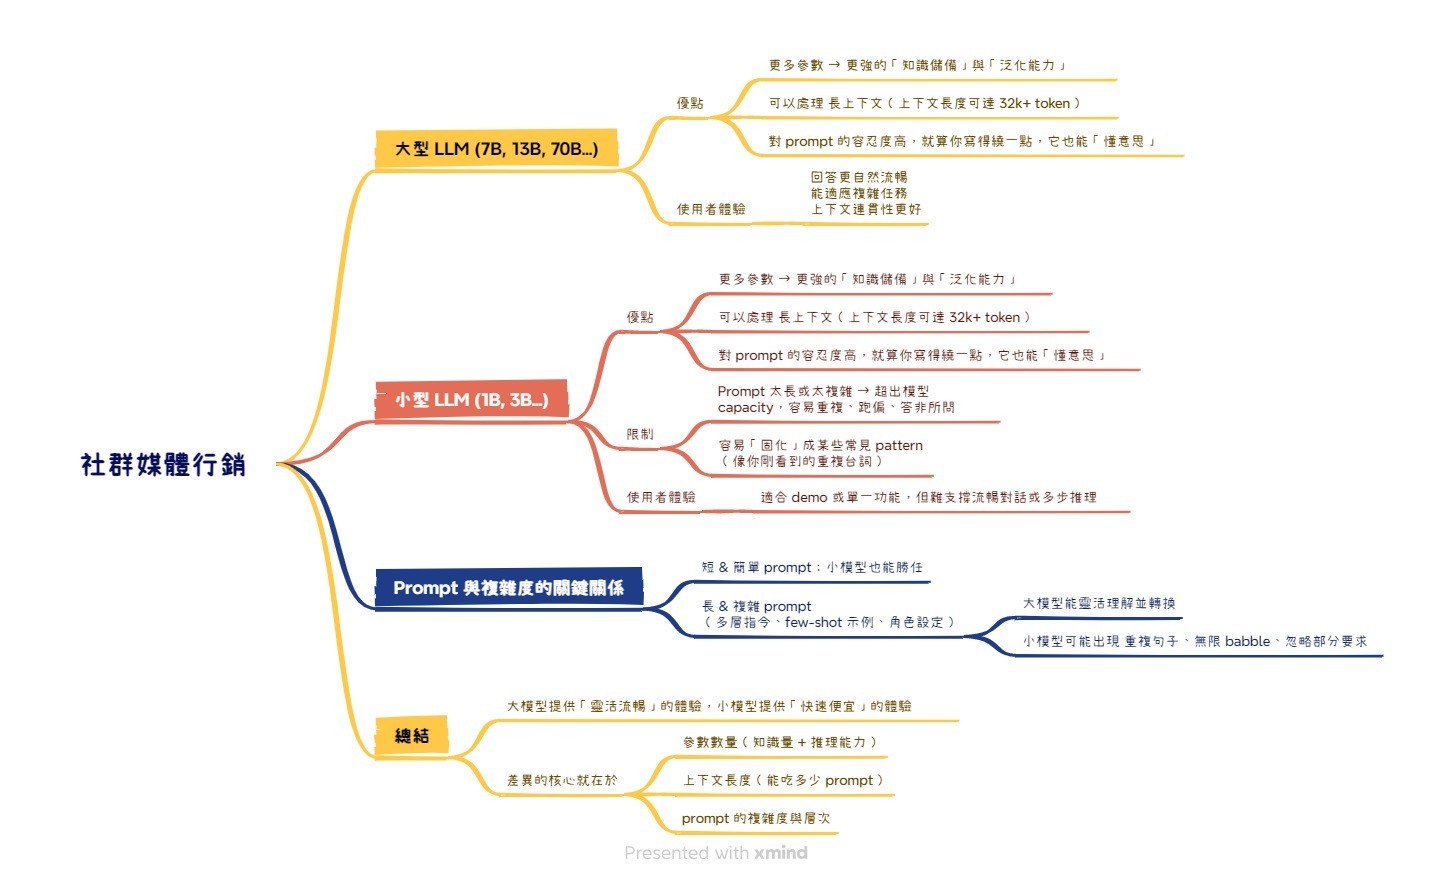 社群媒體行銷
大型 LLM (7B, 13B, 70B...)
優點
更多參數 → 更強的「知識儲備」與「泛化能力」
可以處理 長上下文（上下文長度可達 32k+ token）
對 prompt 的容忍度高，就算你寫得繞一點，它也能「懂意思」
使用者體驗
回答更自然流暢
能適應複雜任務
上下文連貫性更好
小型 LLM (1B, 3B...)
優點
更多參數 → 更強的「知識儲備」與「泛化能力」
可以處理 長上下文（上下文長度可達 32k+ token）
對 prompt 的容忍度高，就算你寫得繞一點，它也能「懂意思」
限制
Prompt 太長或太複雜 → 超出模型
capacity，容易重複、跑偏、答非所問
容易「固化」成某些常見 pattern
（像你剛看到的重複台詞）
使用者體驗
適合 demo 或單一功能，但難支撐流暢對話或多步推理
Prompt 與複雜度的關鍵關係
短 & 簡單 prompt：小模型也能勝任
長 & 複雜 prompt
（多層指令、few-shot 示例、角色設定）
大模型能靈活理解並轉換
小模型可能出現 重複句子、無限 babble、忽略部分要求
總結
大模型提供「靈活流暢」的體驗，小模型提供「快速便宜」的體驗
差異的核心就在於
參數數量（知識量 + 推理能力）
上下文長度（能吃多少 prompt）
prompt 的複雜度與層次
Presented with xmind